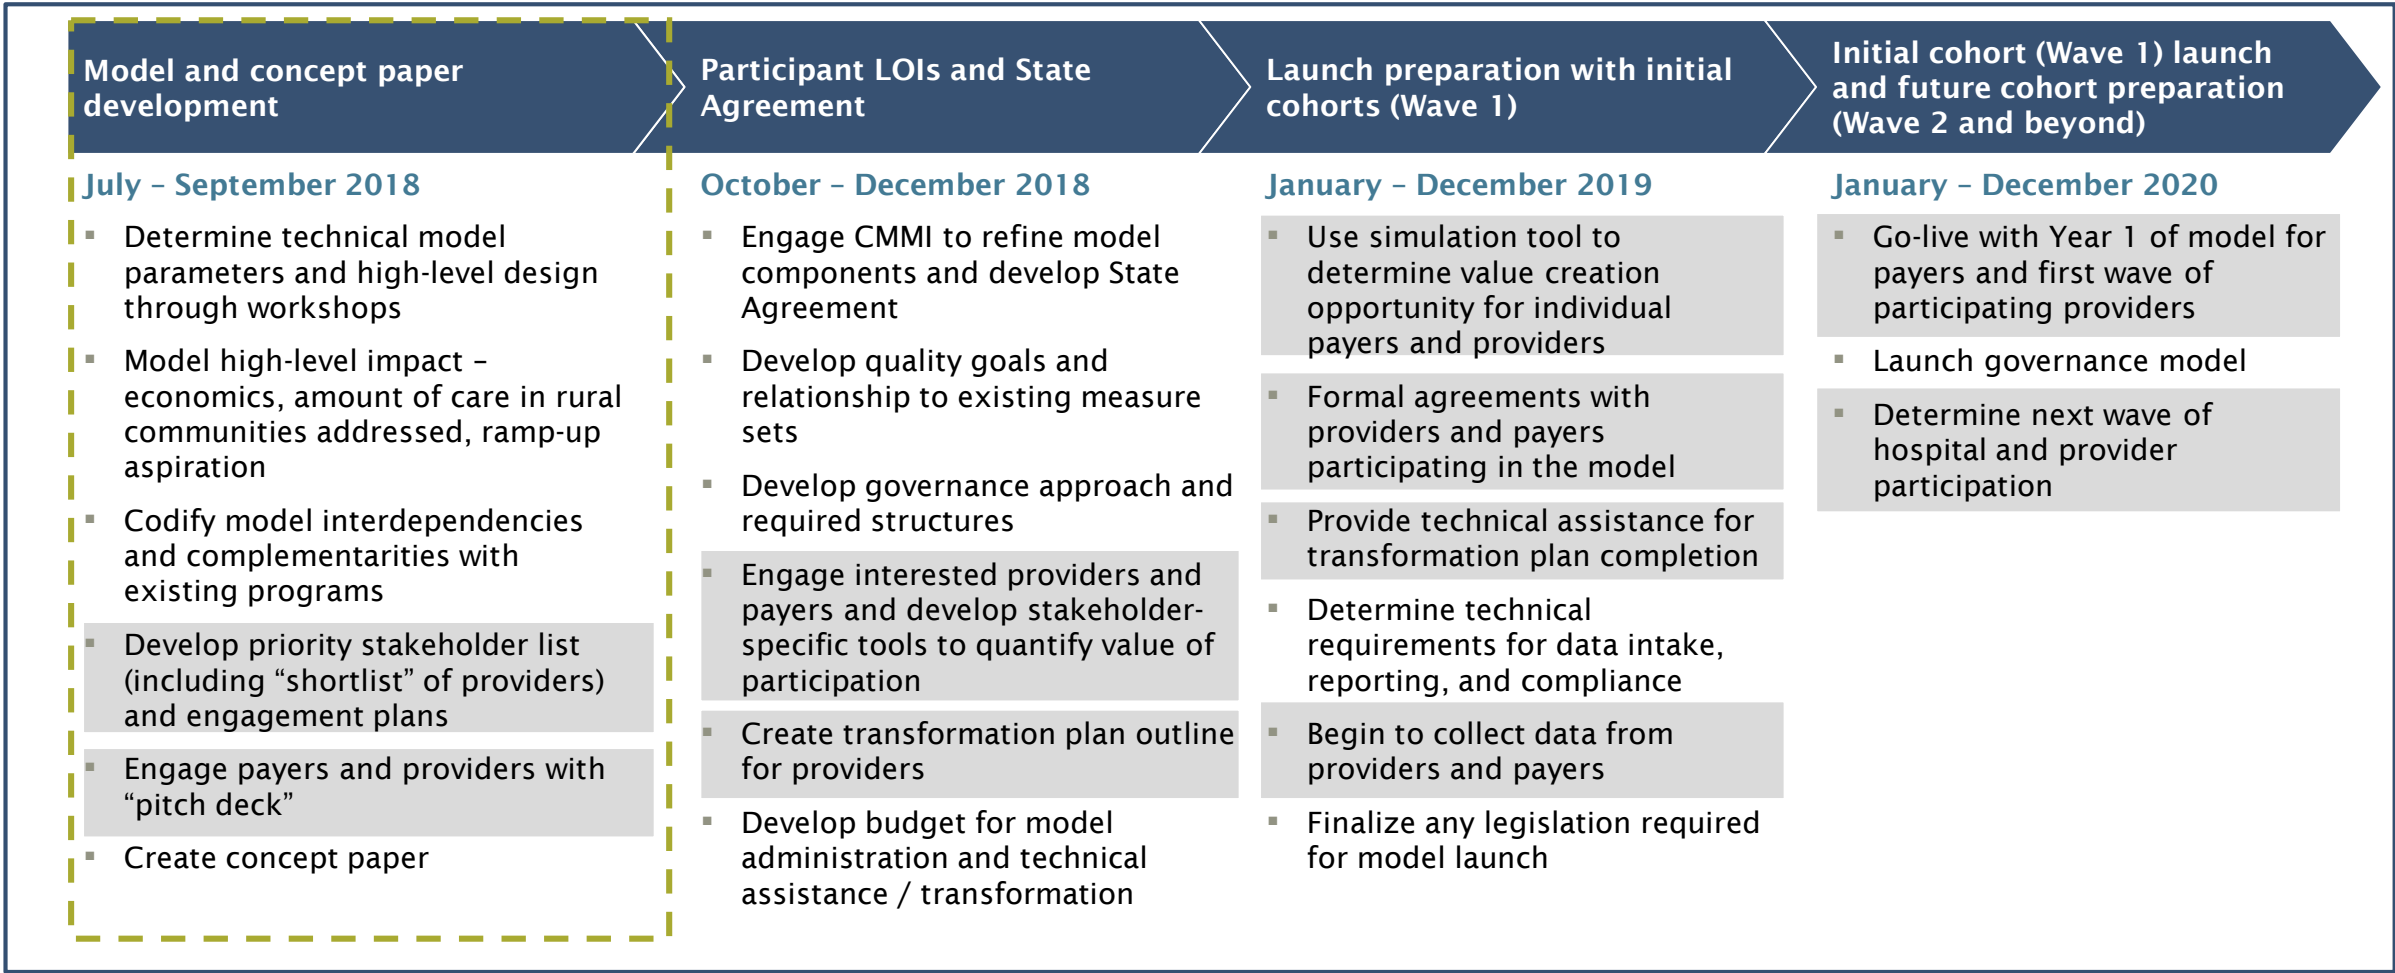 Model and concept paper
development
July – September 2018
▪ Determine technical model
parameters and high-level design
through workshops
▪ Model high-level impact –
economics, amount of care in rural
communities addressed, ramp-up
aspiration
▪ Codify model interdependencies
and complementarities with
existing programs
▪ Develop priority stakeholder list
(including “shortlist” of providers)
and engagement plans
▪ Engage payers and providers with
“pitch deck”
▪ Create concept paper
Participant LOIs and State
Agreement
October – December 2018
▪ Engage CMMI to refine model
components and develop State
Agreement
▪ Develop quality goals and
relationship to existing measure
sets
▪ Develop governance approach and
required structures
▪ Engage interested providers and
payers and develop stakeholder-
specific tools to quantify value of
participation
▪ Create transformation plan outline
for providers
▪ Develop budget for model
administration and technical
assistance / transformation
Launch preparation with initial
cohorts (Wave 1)
January – December 2019
▪ Use simulation tool to
determine value creation
opportunity for individual
payers and providers
▪ Formal agreements with
providers and payers
participating in the model
▪ Provide technical assistance for
transformation plan completion
▪ Determine technical
requirements for data intake,
reporting, and compliance
▪ Begin to collect data from
providers and payers
▪ Finalize any legislation required
for model launch
Initial cohort (Wave 1) launch
and future cohort preparation
(Wave 2 and beyond)
January – December 2020
▪ Go-live with Year 1 of model for
payers and first wave of
participating providers
▪ Launch governance model
▪ Determine next wave of
hospital and provider
participation